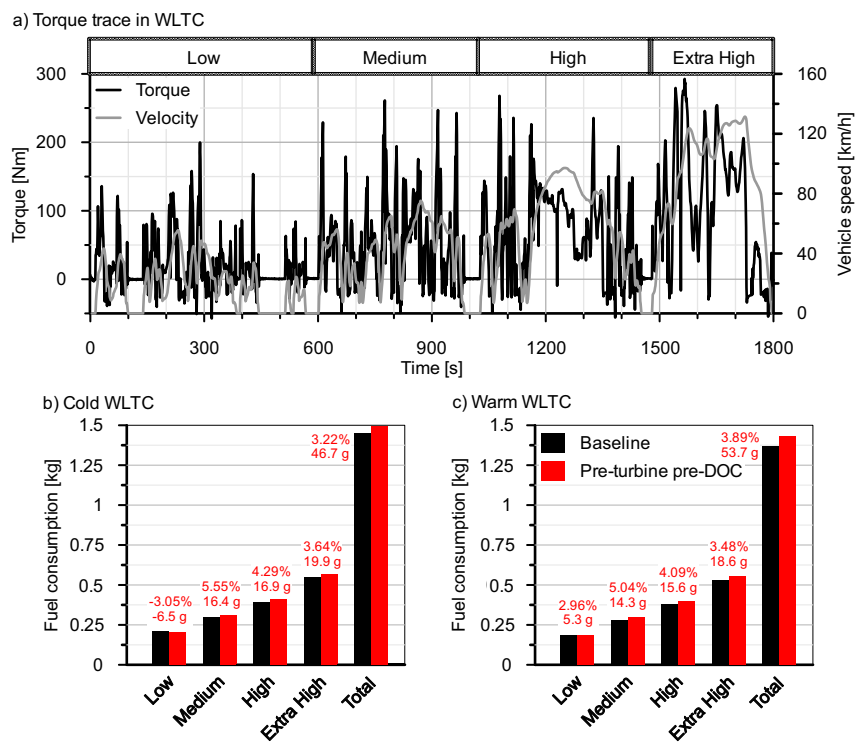 a) Torque trace in WLTC
Low Medium High Extra High
300 160
Torque
Velocity
200 120
100 80
0 40
0
Torque [Nm]
Vehicle speed [km/h]
0 300 600 900 1200 1500 1800
Time [s]
b) Cold WLTC
1.5
1.25
1
0.75
0.5
0.25
0
Fuel consumption [kg]
-3.05%
-6.5 g
5.55%
16.4 g
4.29%
16.9 g
3.64%
19.9 g
3.22%
46.7 g
Low Medium High Extra High Total
c) Warm WLTC
1.5
1.25
1
0.75
0.5
0.25
0
Fuel consumption [kg]
Baseline
Pre-turbine pre-DOC
2.96%
5.3 g
5.04%
14.3 g
4.09%
15.6 g
3.48%
18.6 g
3.89%
53.7 g
Low Medium High Extra High Total